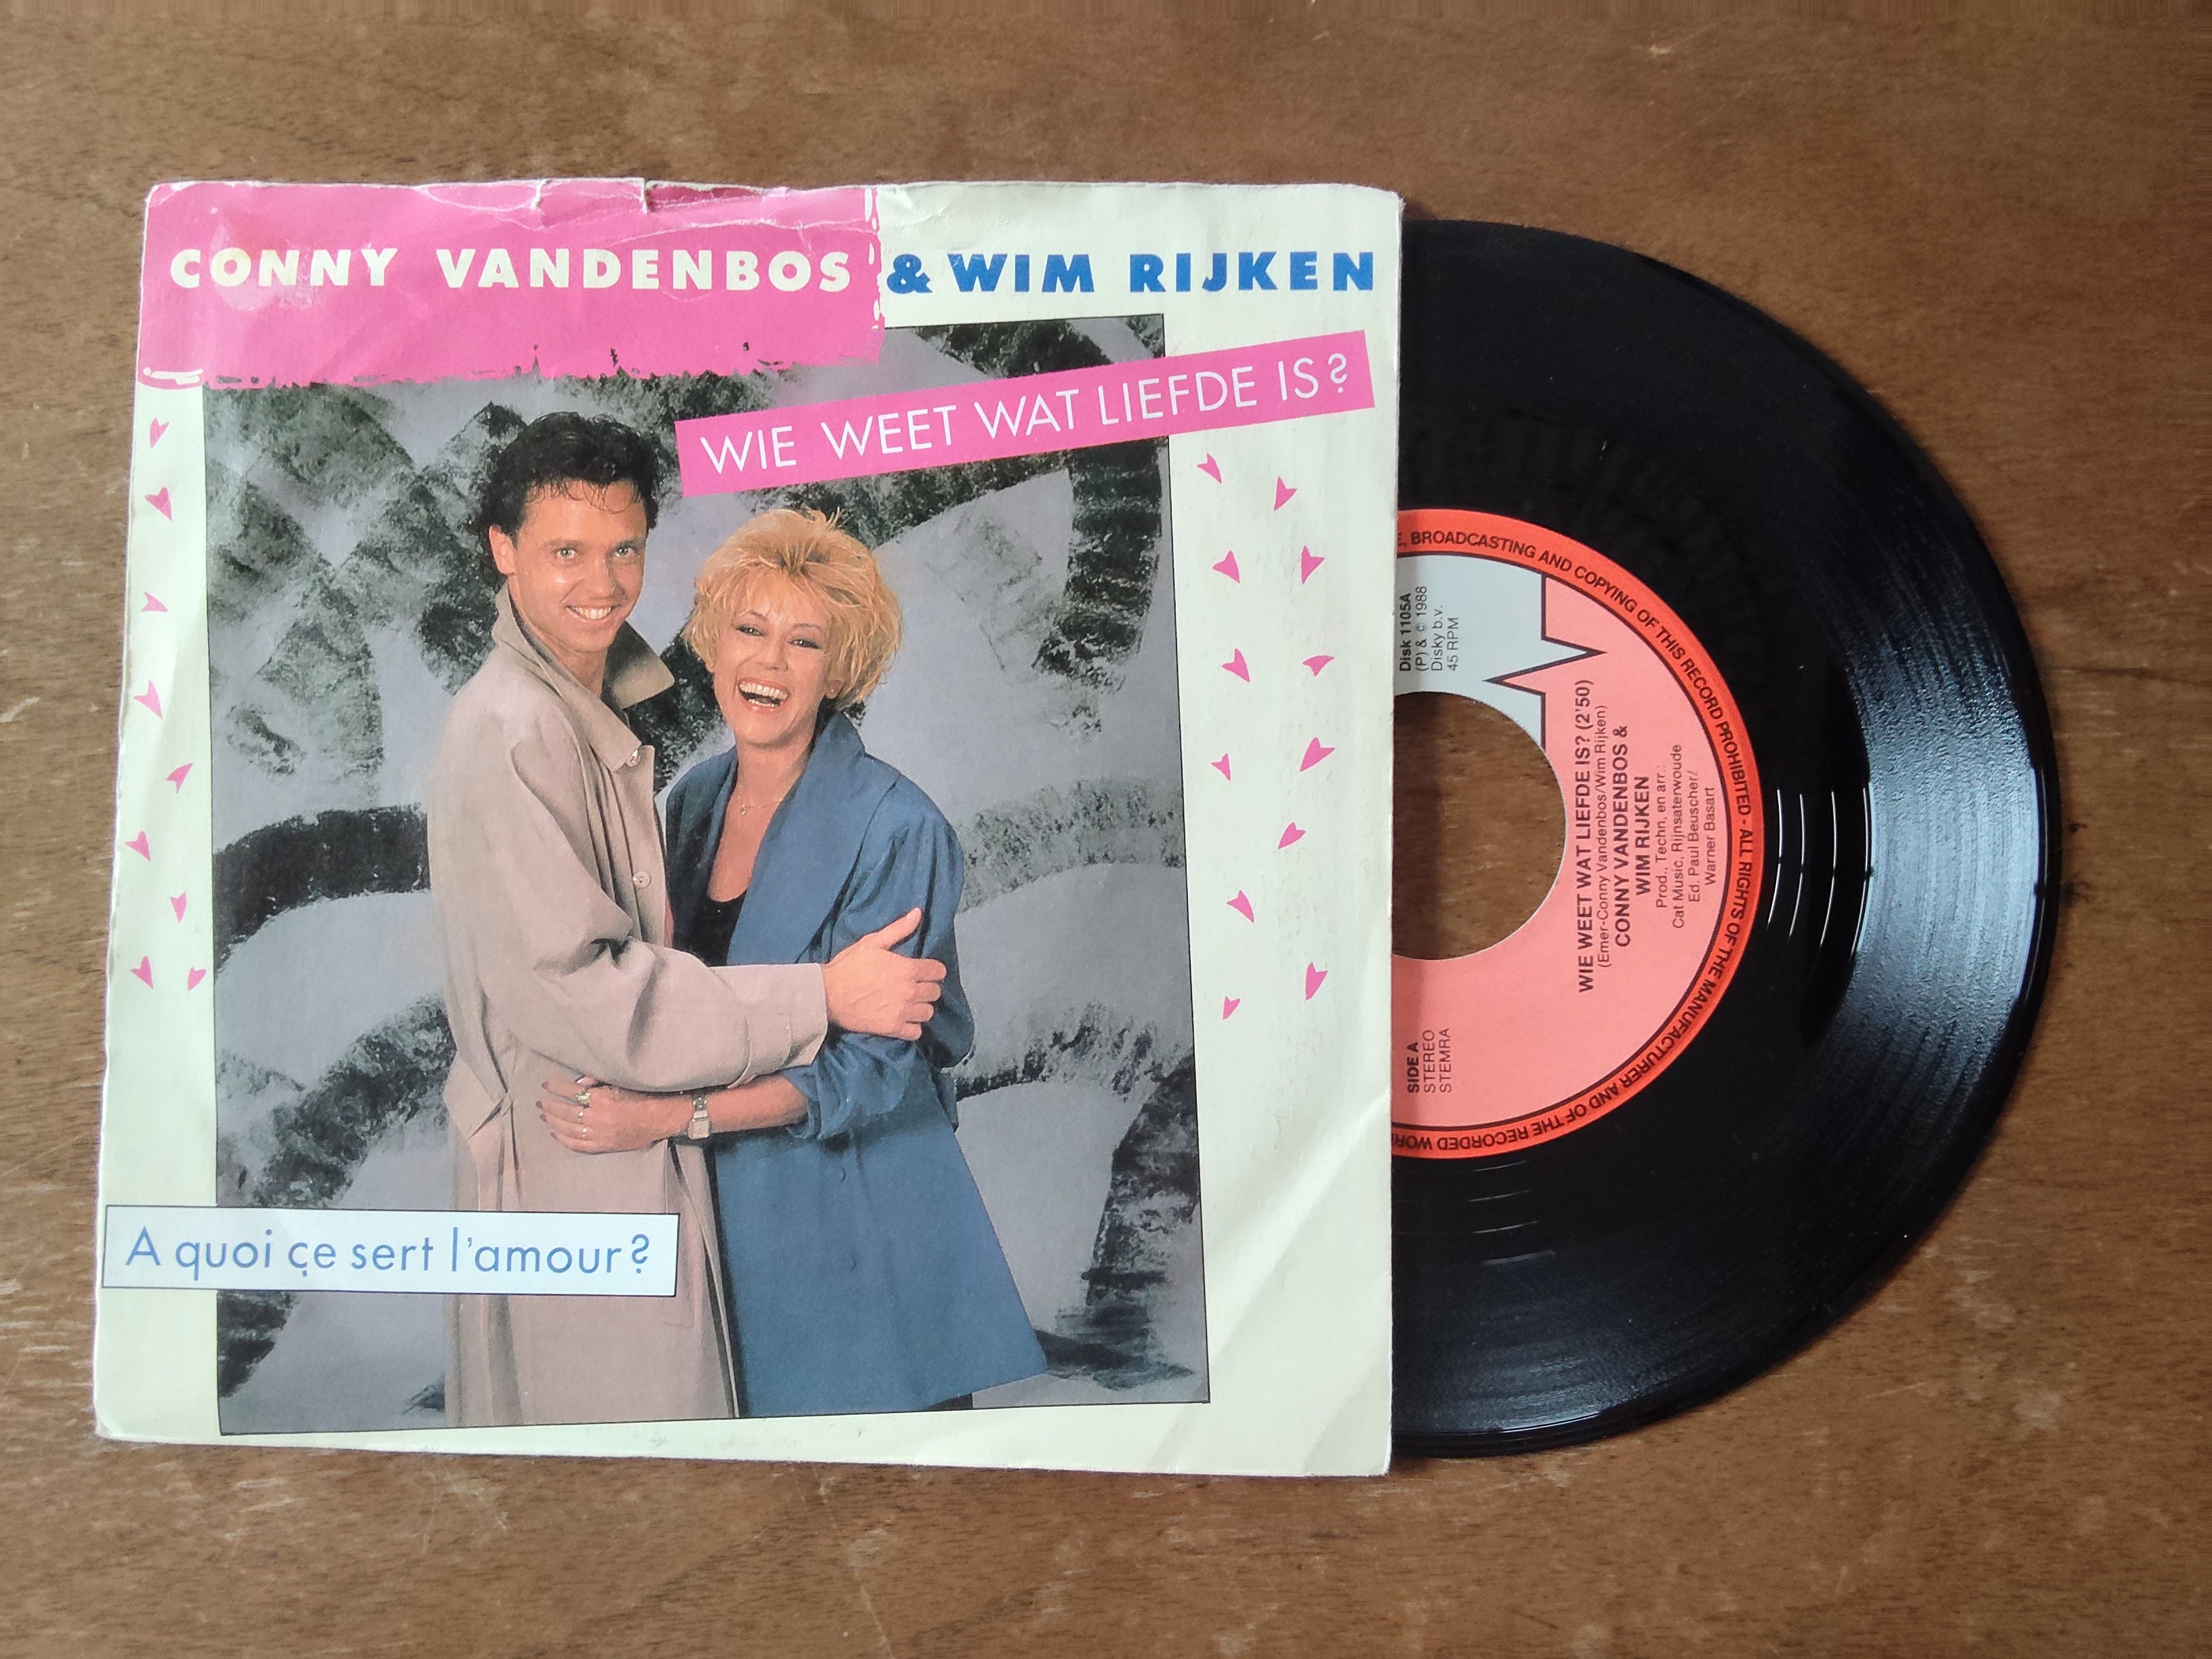 CONNY VANDENBOS & WIM RIJKEN
WIE WEET WAT LIEFDE IS?
A quoi çe sert l'amour?
BROADCASTING AND COPYING OF THIS RECORD PROHIBITED - ALL RIGHTS OF THE MANUFACTURER AND OF THE RECORDED
Disk 1105A
(P) & © 1986
Disky b.v.
45 RPM
WIE WEET WAT LIEFDE IS? (2'50)
(Emer-Conny Vandenbos/Wim Rijken)
CONNY VANDENBOS &
WIM RIJKEN
Prod., Techn, en arr.:
Cat Music, Rijnsaterwoude
Ed. Paul Beuscher/
Warner Basart
SIDE A
STEREO
STEMRA